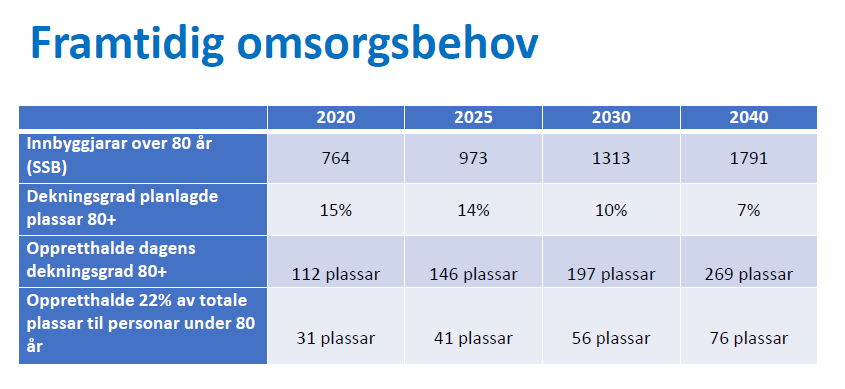 Framtidig omsorgsbehov
2020 2025 2030 2040
Innbyggjarar over 80 år
(SSB) 764 973 1313 1791
Dekningsgrad planlagde
plassar 80+ 15% 14% 10% 7%
Oppretthalde dagens
dekningsgrad 80+ 112 plassar 146 plassar 197 plassar 269 plassar
Oppretthalde 22% av totale
plassar til personar under 80
år 31 plassar 41 plassar 56 plassar 76 plassar